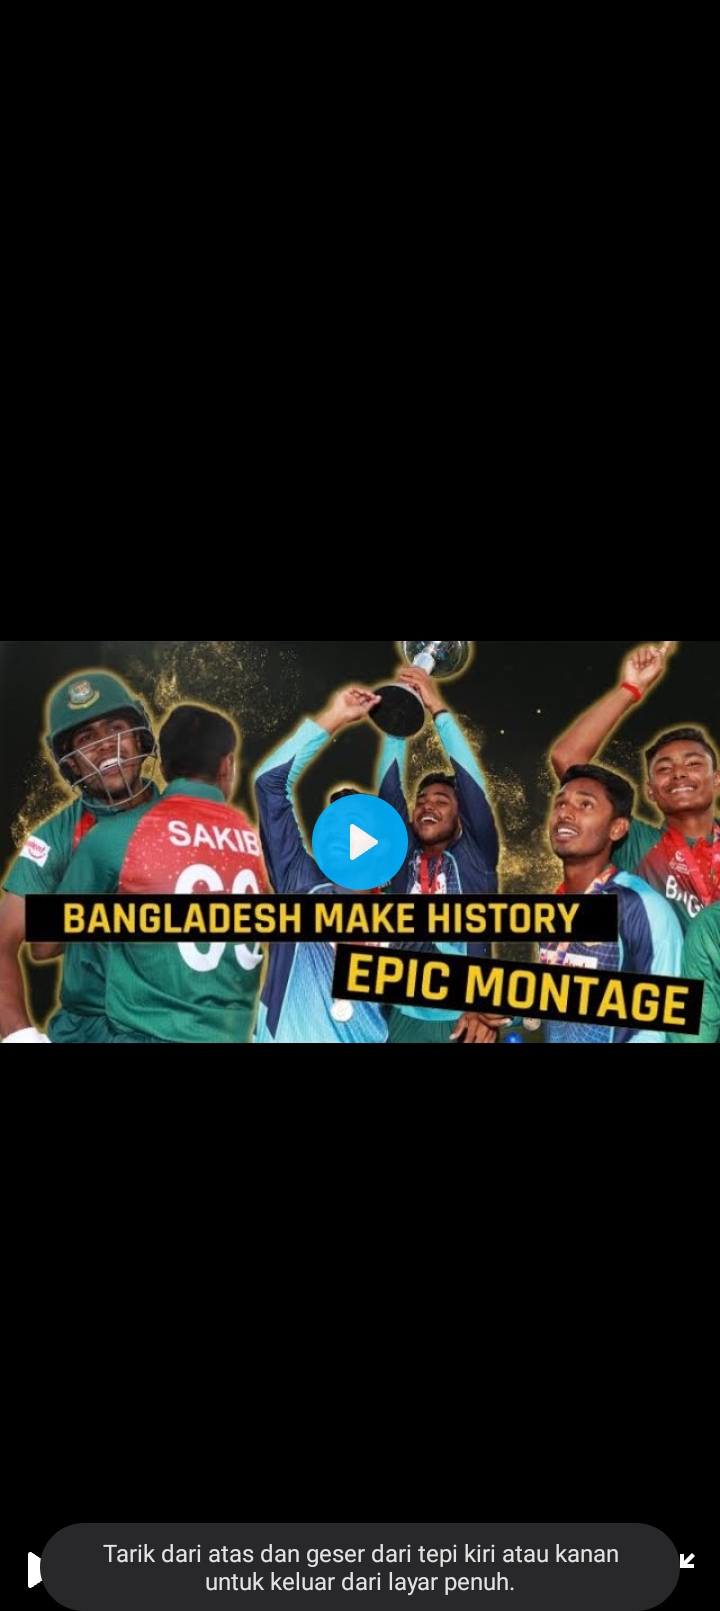 SAKIB
69
BANGLADESH MAKE HISTORY
EPIC MONTAGE
Tarik dari atas dan geser dari tepi kiri atau kanan
untuk keluar dari layar penuh.